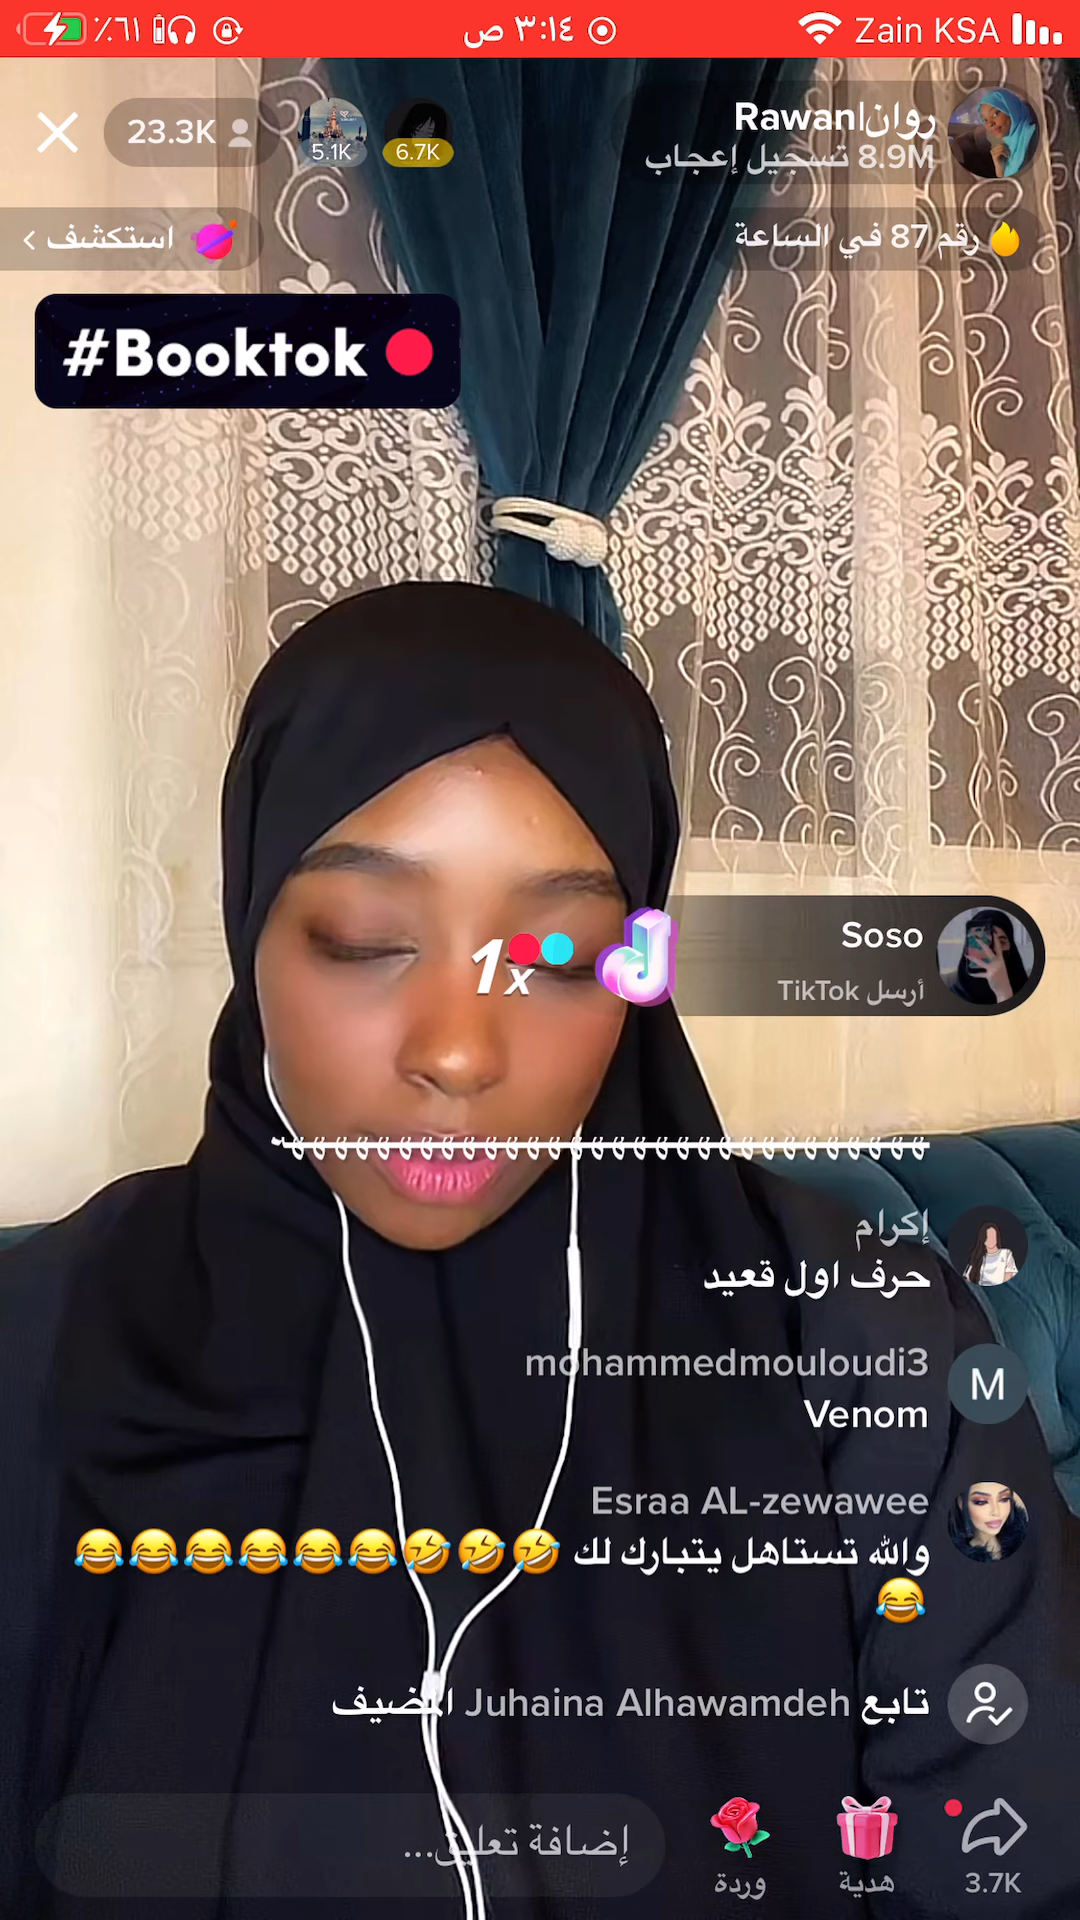 ٪٦١
٣:١٤ ص
Zain KSA
23.3K
5.1K
6.7K
روان|Rawan
8.9M تسجيل إعجاب
استكشف
رقم 87 في الساعة
#Booktok
Soso
أرسل TikTok
1x
إكرام
حرف اول قعيد
mohammedmouloudi3
M
Venom
Esraa AL-zewawee
والله تستاهل يتبارك لك 🤣🤣🤣😂😂😂😂😂😂
😂
تابع Juhaina Alhawamdeh المضيف
إضافة تعليق...
وردة
هدية
3.7K